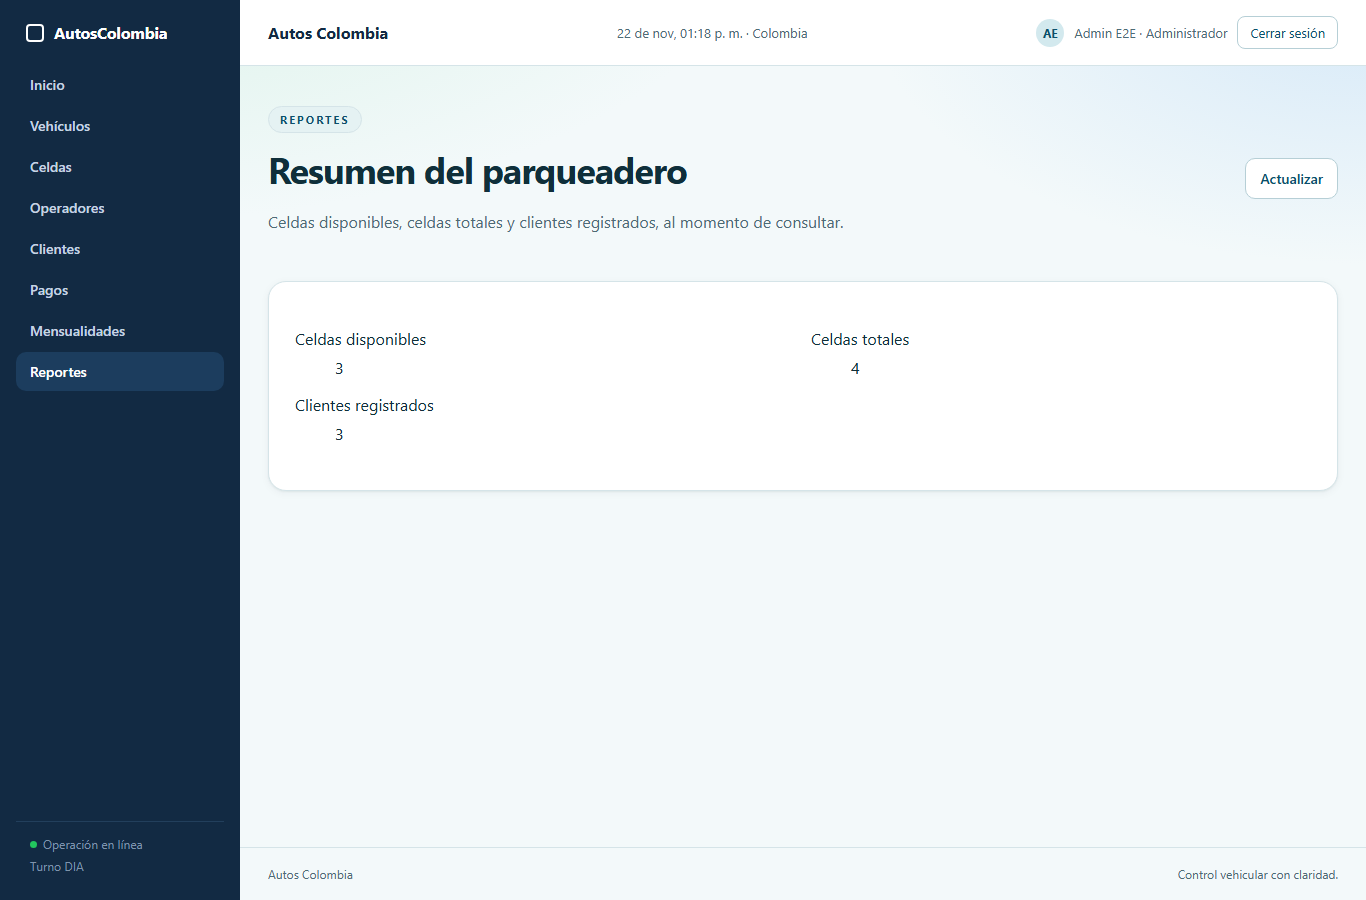 AutosColombia
Inicio
Vehículos
Celdas
Operadores
Clientes
Pagos
Mensualidades
Reportes
Operación en línea
Turno DIA
Autos Colombia
22 de nov, 01:18 p. m. · Colombia
AE
Admin E2E · Administrador
Cerrar sesión
REPORTES
Resumen del parqueadero
Actualizar
Celdas disponibles, celdas totales y clientes registrados, al momento de consultar.
Celdas disponibles
3
Celdas totales
4
Clientes registrados
3
Autos Colombia
Control vehicular con claridad.